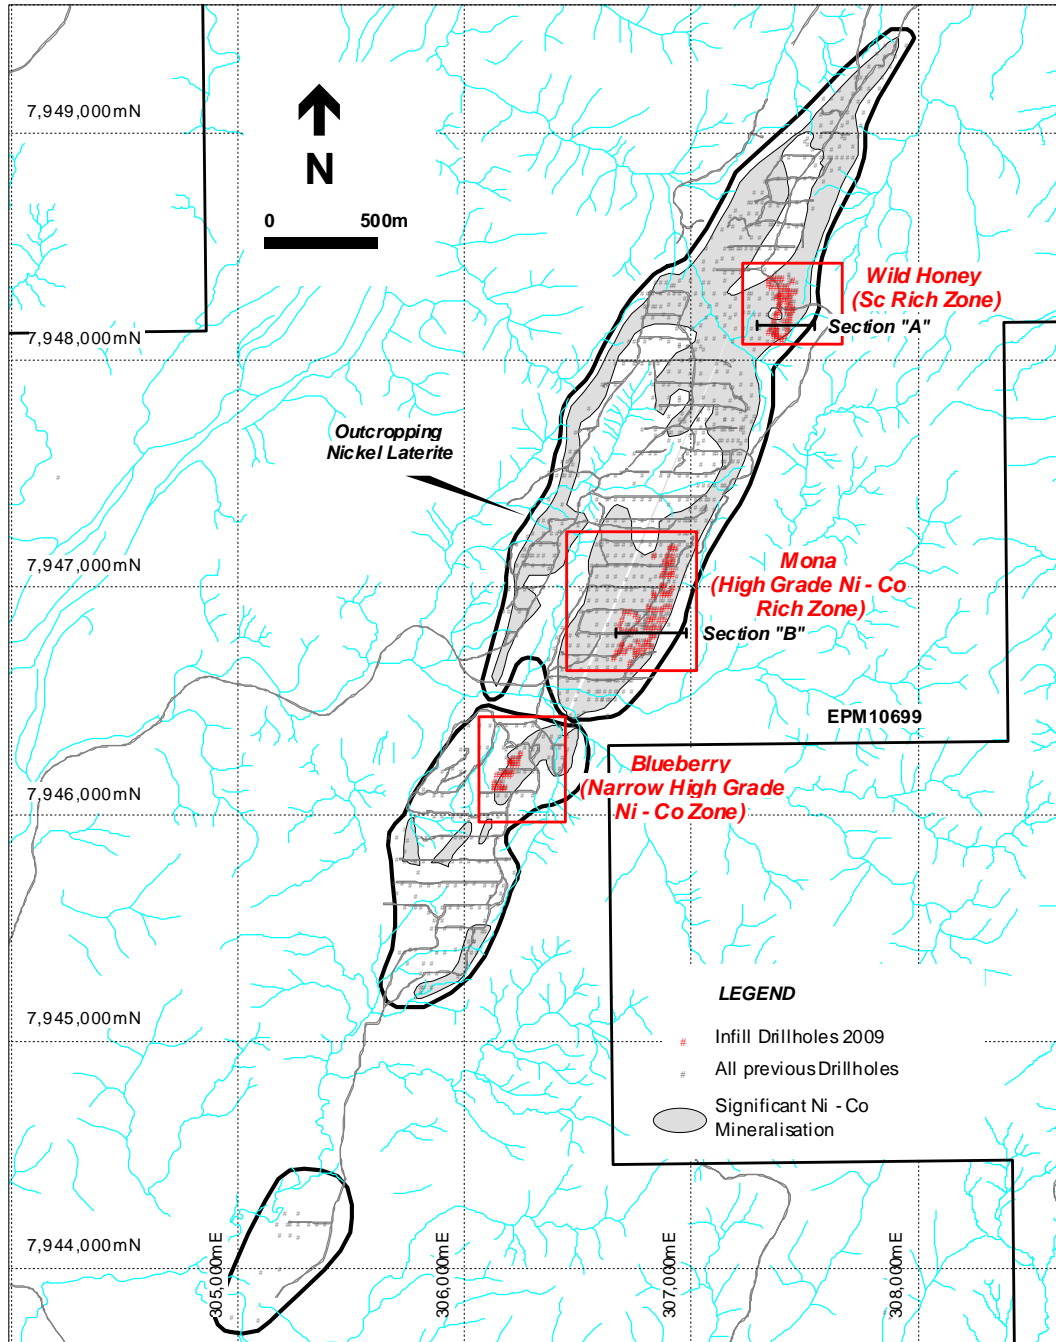 7,949,000mN
N
0 500m
Wild Honey
(Sc Rich Zone)
Section "A"
7,948,000mN
Outcropping
Nickel Laterite
7,947,000mN
Mona
(High Grade Ni - Co
Rich Zone)
Section "B"
EPM10699
Blueberry
(Narrow High Grade
Ni - Co Zone)
7,946,000mN
LEGEND
7,945,000mN
Infill Drillholes 2009
All previous Drillholes
Significant Ni - Co
Mineralisation
7,944,000mN
305,000mE
306,000mE
307,000mE
308,000mE